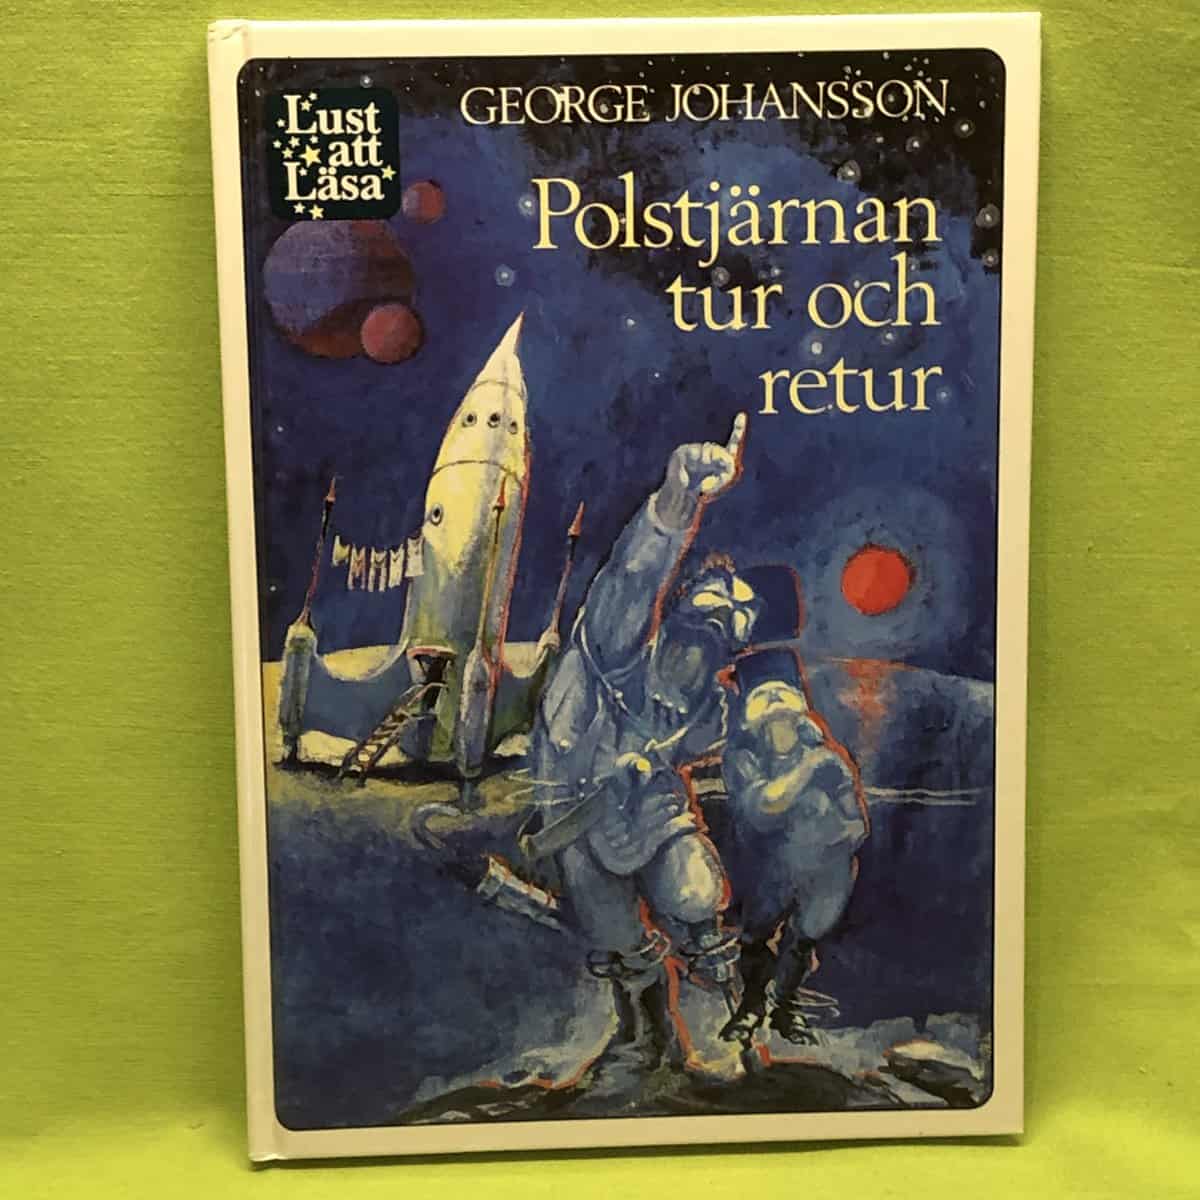 GEORGE JOHANSSON
Lust
att
Läsa
Polstjärnan
tur och
retur